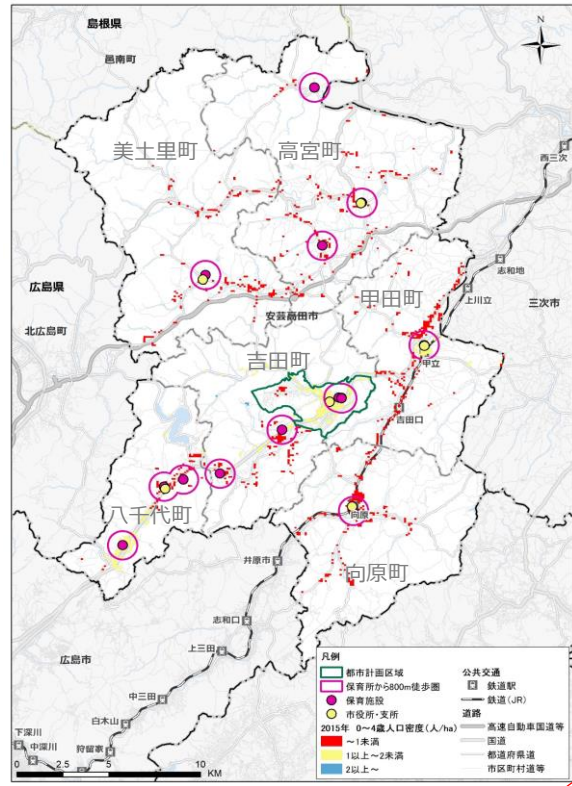 島根県
邑南町
N
美土里町
高宮町
西三次
志和地
広島県
上川立
甲田町
三次市
北広島町
安芸高田市
吉田町
甲立
吉田口
八千代町
向原
井原市
向原町
志和口
広島市
上三田
中三田
白木山
下深川
中深川
狩留家
0 2.5 5 10
KM
凡例
都市計画区域
保育所から800m徒歩圏
保育施設
市役所・支所
2015年 0~4歳人口密度(人/ha)
~1未満
1以上~2未満
2以上~
公共交通
鉄道駅
鉄道(JR)
道路
高速自動車国道等
国道
都道府県道
市区町村道等